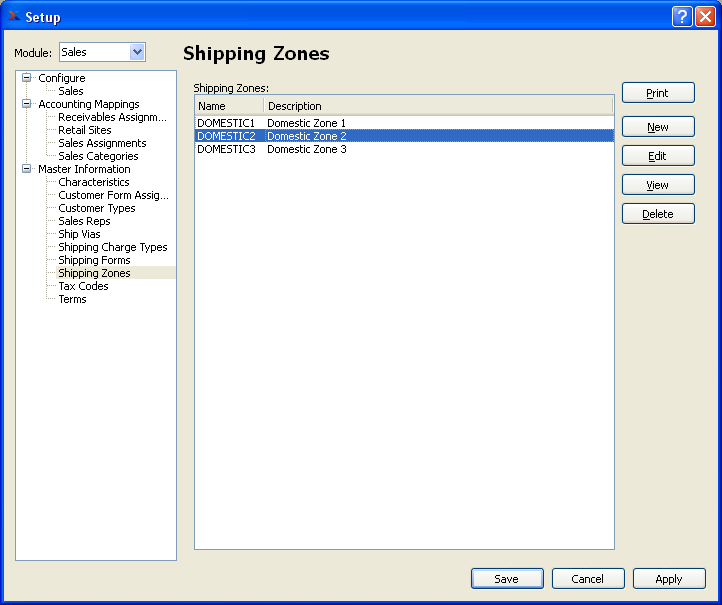 Setup
Module: Sales
Shipping Zones
Configure
Sales
Accounting Mappings
Receivables Assignm...
Retail Sites
Sales Assignments
Sales Categories
Master Information
Characteristics
Customer Form Assig...
Customer Types
Sales Reps
Ship Vias
Shipping Charge Types
Shipping Forms
Shipping Zones
Tax Codes
Terms
Shipping Zones:
Name Description
DOMESTIC1 Domestic Zone 1
DOMESTIC2 Domestic Zone 2
DOMESTIC3 Domestic Zone 3
Print
New
Edit
View
Delete
Save Cancel Apply